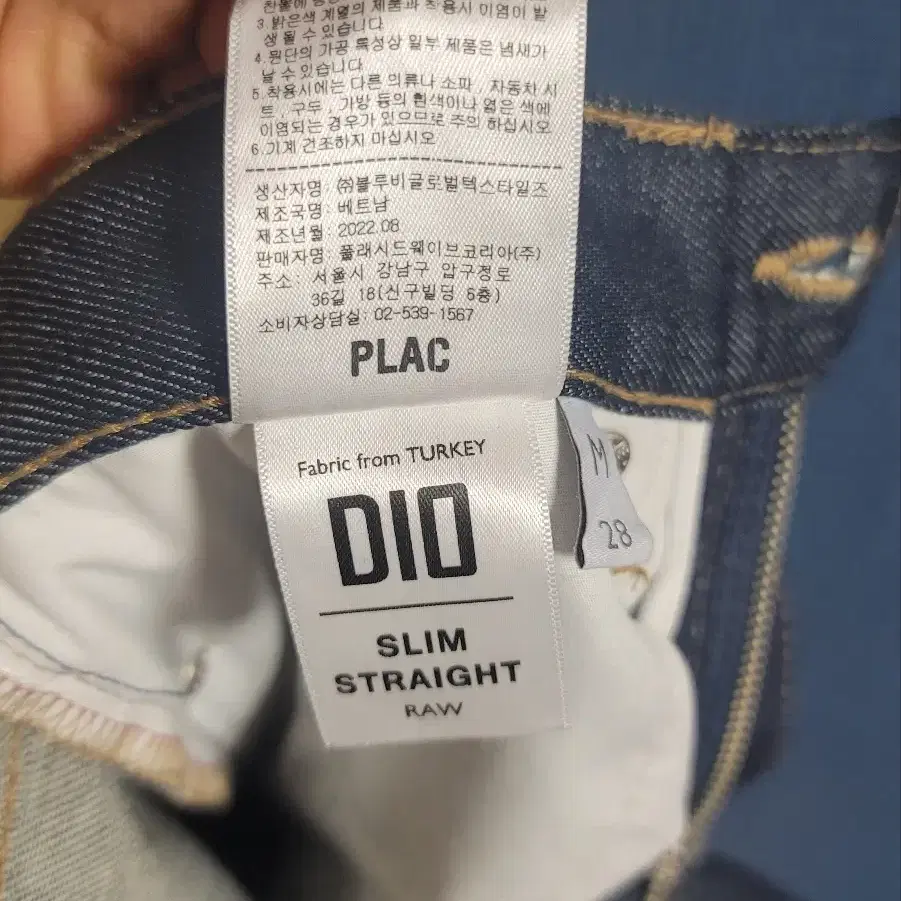 3.밝은색 계열의 제품과 착용시 이염이 발
생 될 수 있습니다
4.원단의 가공 특성상 일부 제품은 냄새가
날 수 있습니다
5.착용시에는 다른 의류나 소파, 자동차 시
트, 구두, 가방 등의 흰색이나 엷은 색에
이염되는 경우가 있으므로 주의 하십시오
6.기계 건조하지 마십시오
생산자명 : ㈜블루비글로벌텍스타일즈
제조국명 : 베트남
제조년월 : 2022.08
판매자명 : 플래시드웨이브코리아(주)
주소 : 서울시 강남구 압구정로
36길 18(신구빌딩 6층)
소비자상담실: 02-539-1567
PLAC
Fabric from TURKEY
DIO
SLIM
STRAIGHT
RAW
M
28